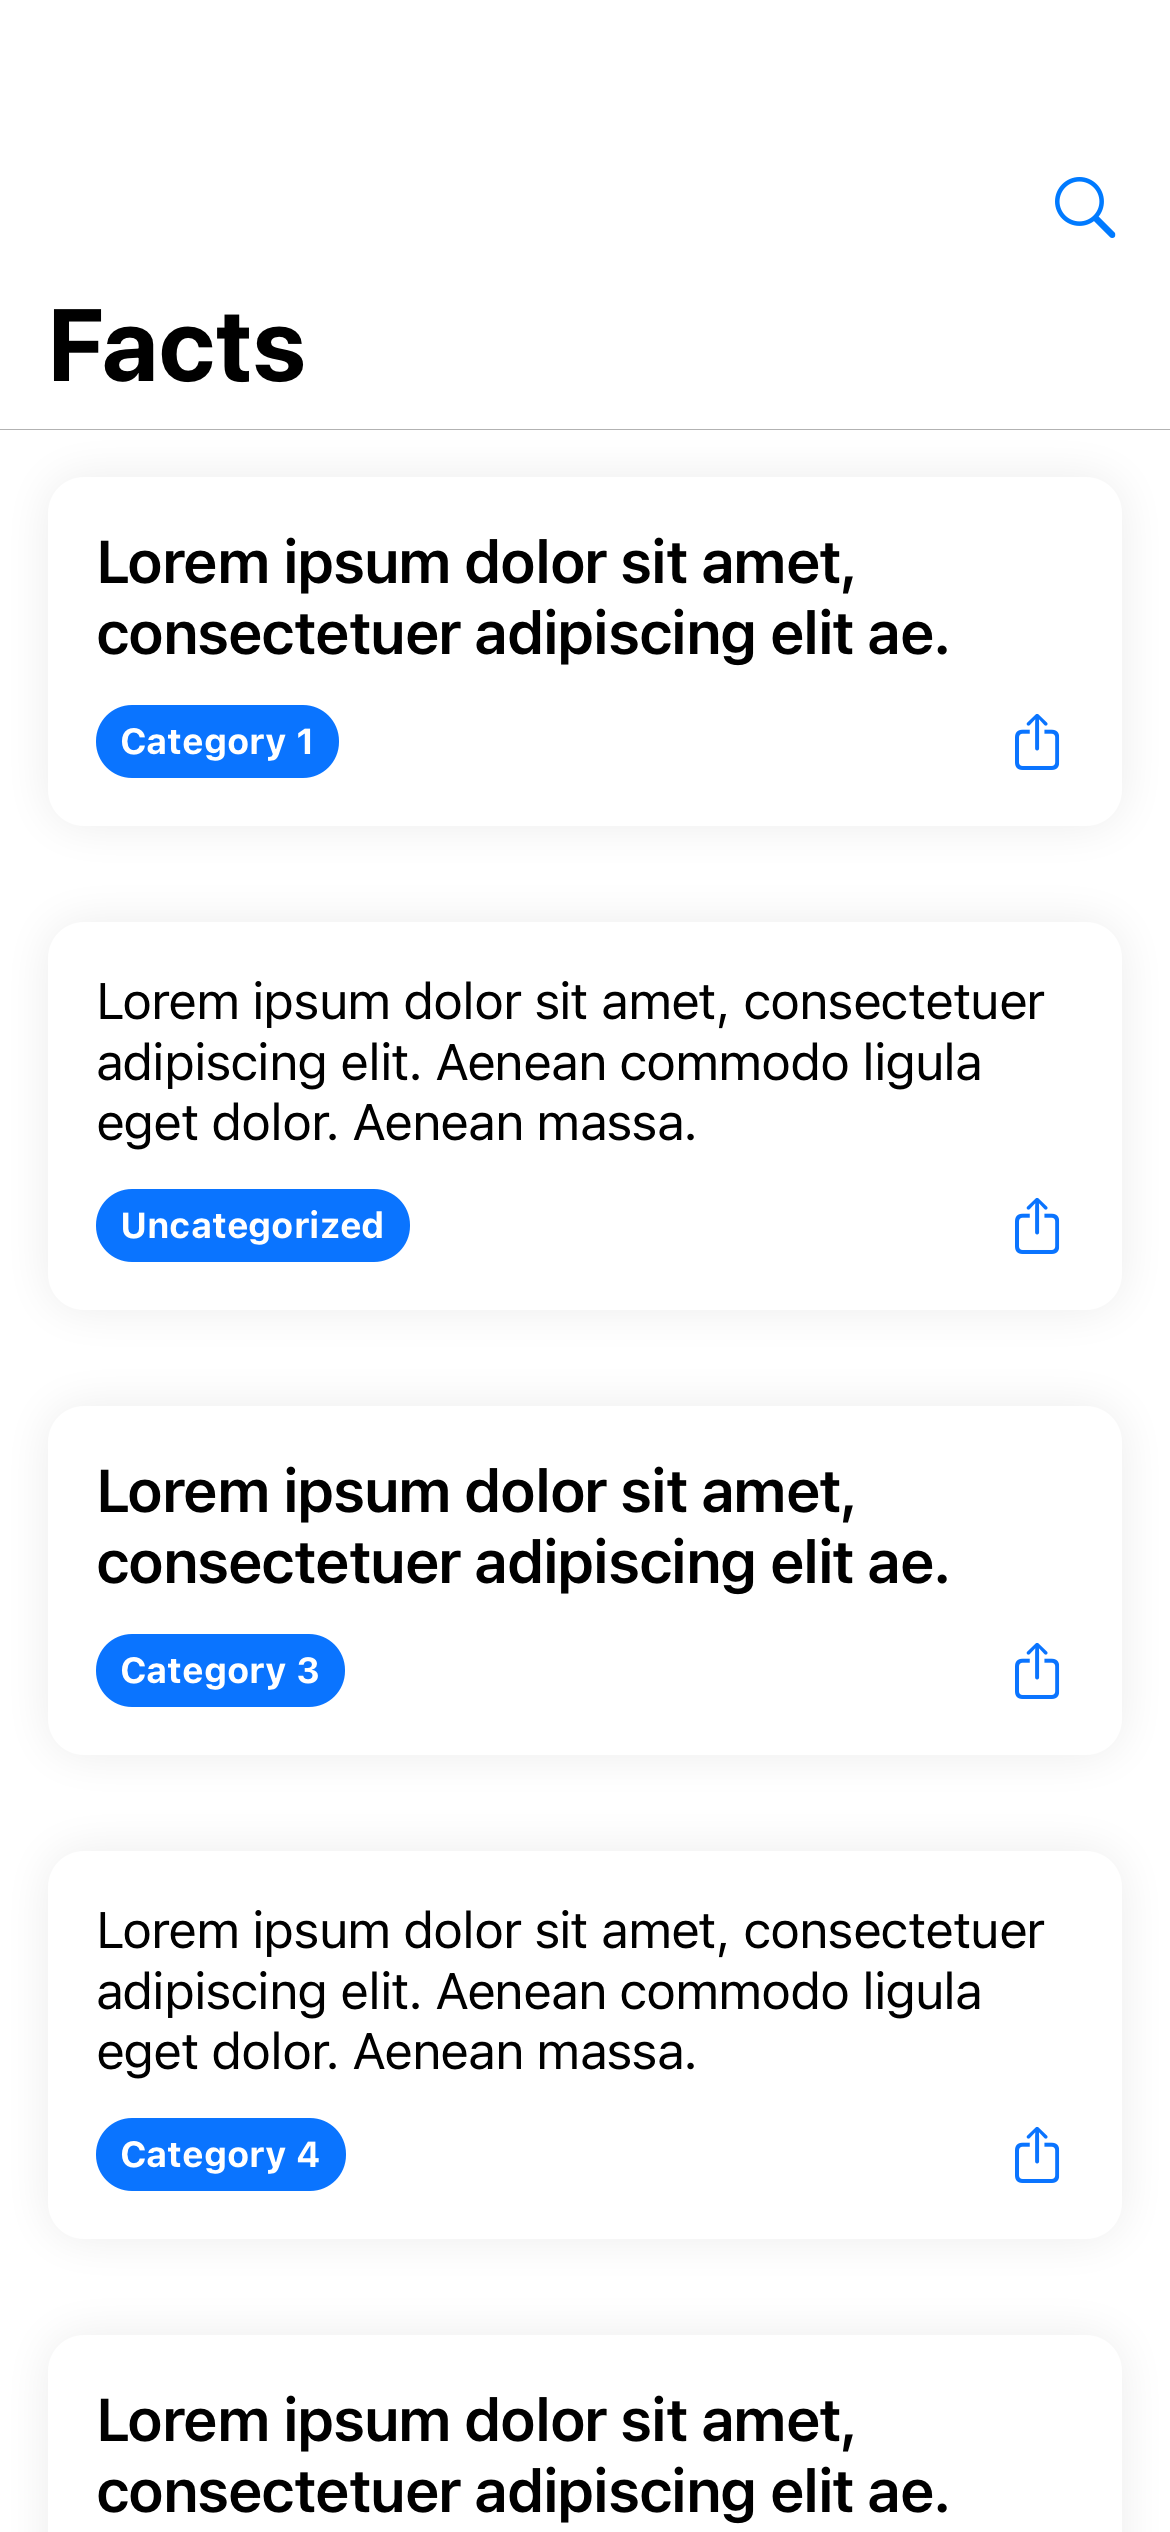 Facts
Lorem ipsum dolor sit amet,
consectetuer adipiscing elit ae.
Category 1
Lorem ipsum dolor sit amet, consectetuer
adipiscing elit. Aenean commodo ligula
eget dolor. Aenean massa.
Uncategorized
Lorem ipsum dolor sit amet,
consectetuer adipiscing elit ae.
Category 3
Lorem ipsum dolor sit amet, consectetuer
adipiscing elit. Aenean commodo ligula
eget dolor. Aenean massa.
Category 4
Lorem ipsum dolor sit amet,
consectetuer adipiscing elit ae.